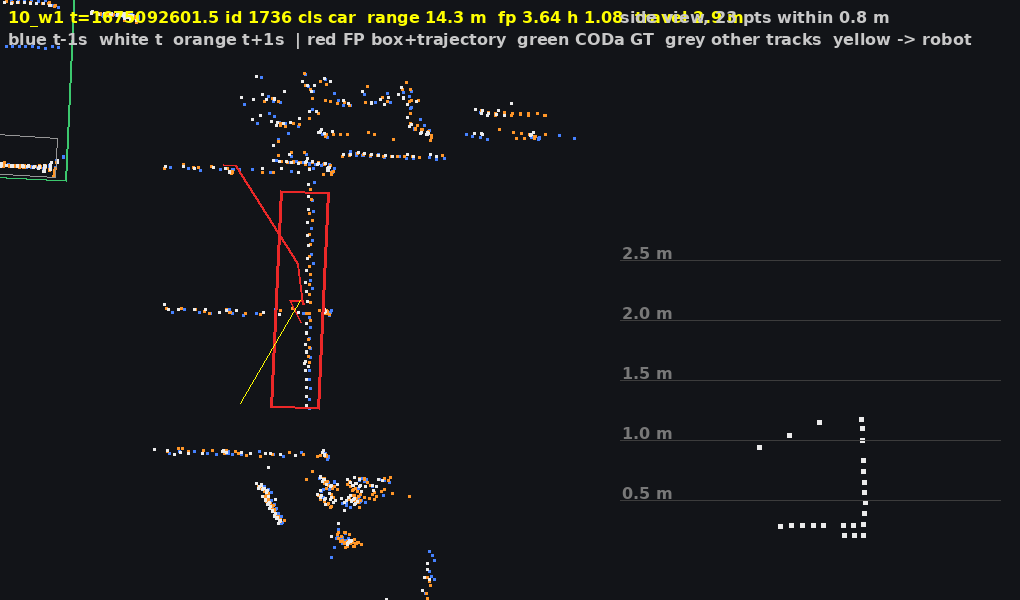 10_w1 t=1675092601.5 id 1736 cls car range 14.3 m fp 3.64 h 1.08
side view, 23 pts within 0.8 m
blue t-1s white t orange t+1s | red FP box+trajectory green CODa GT grey other tracks yellow -> robot
2.5 m
2.0 m
1.5 m
1.0 m
0.5 m